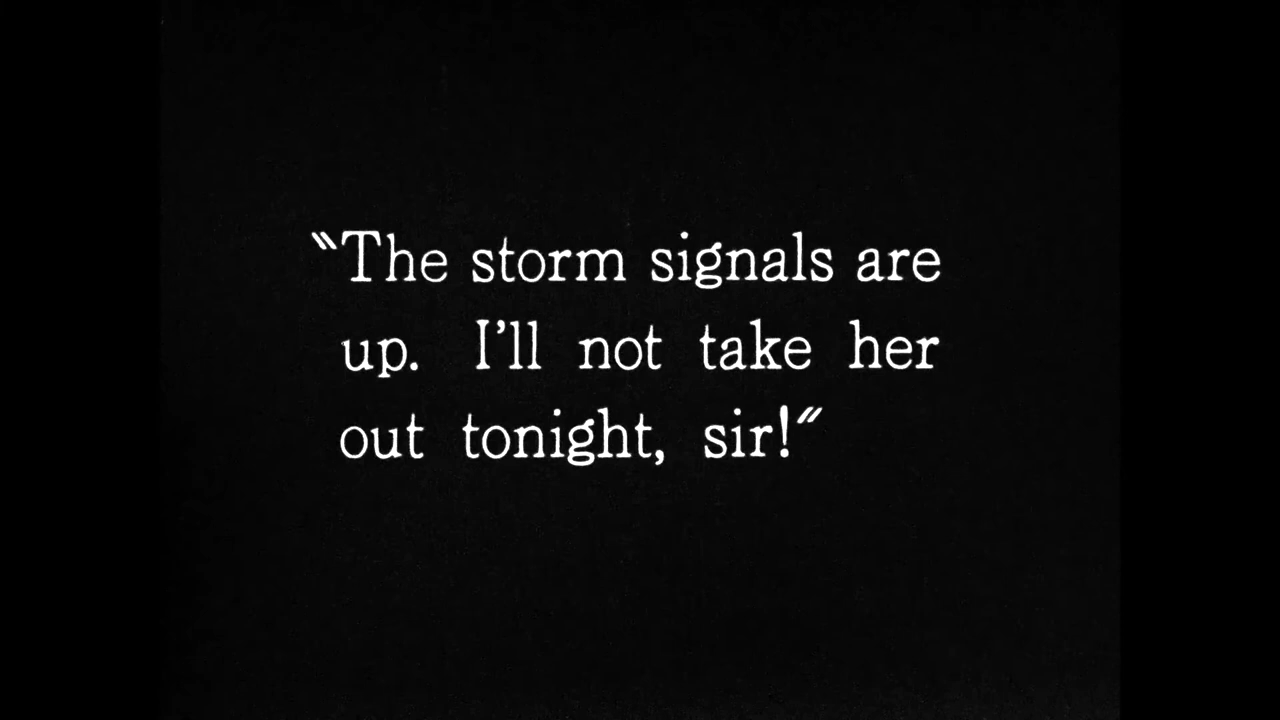 "The storm signals are
up. I'll not take her
out tonight, sir!"